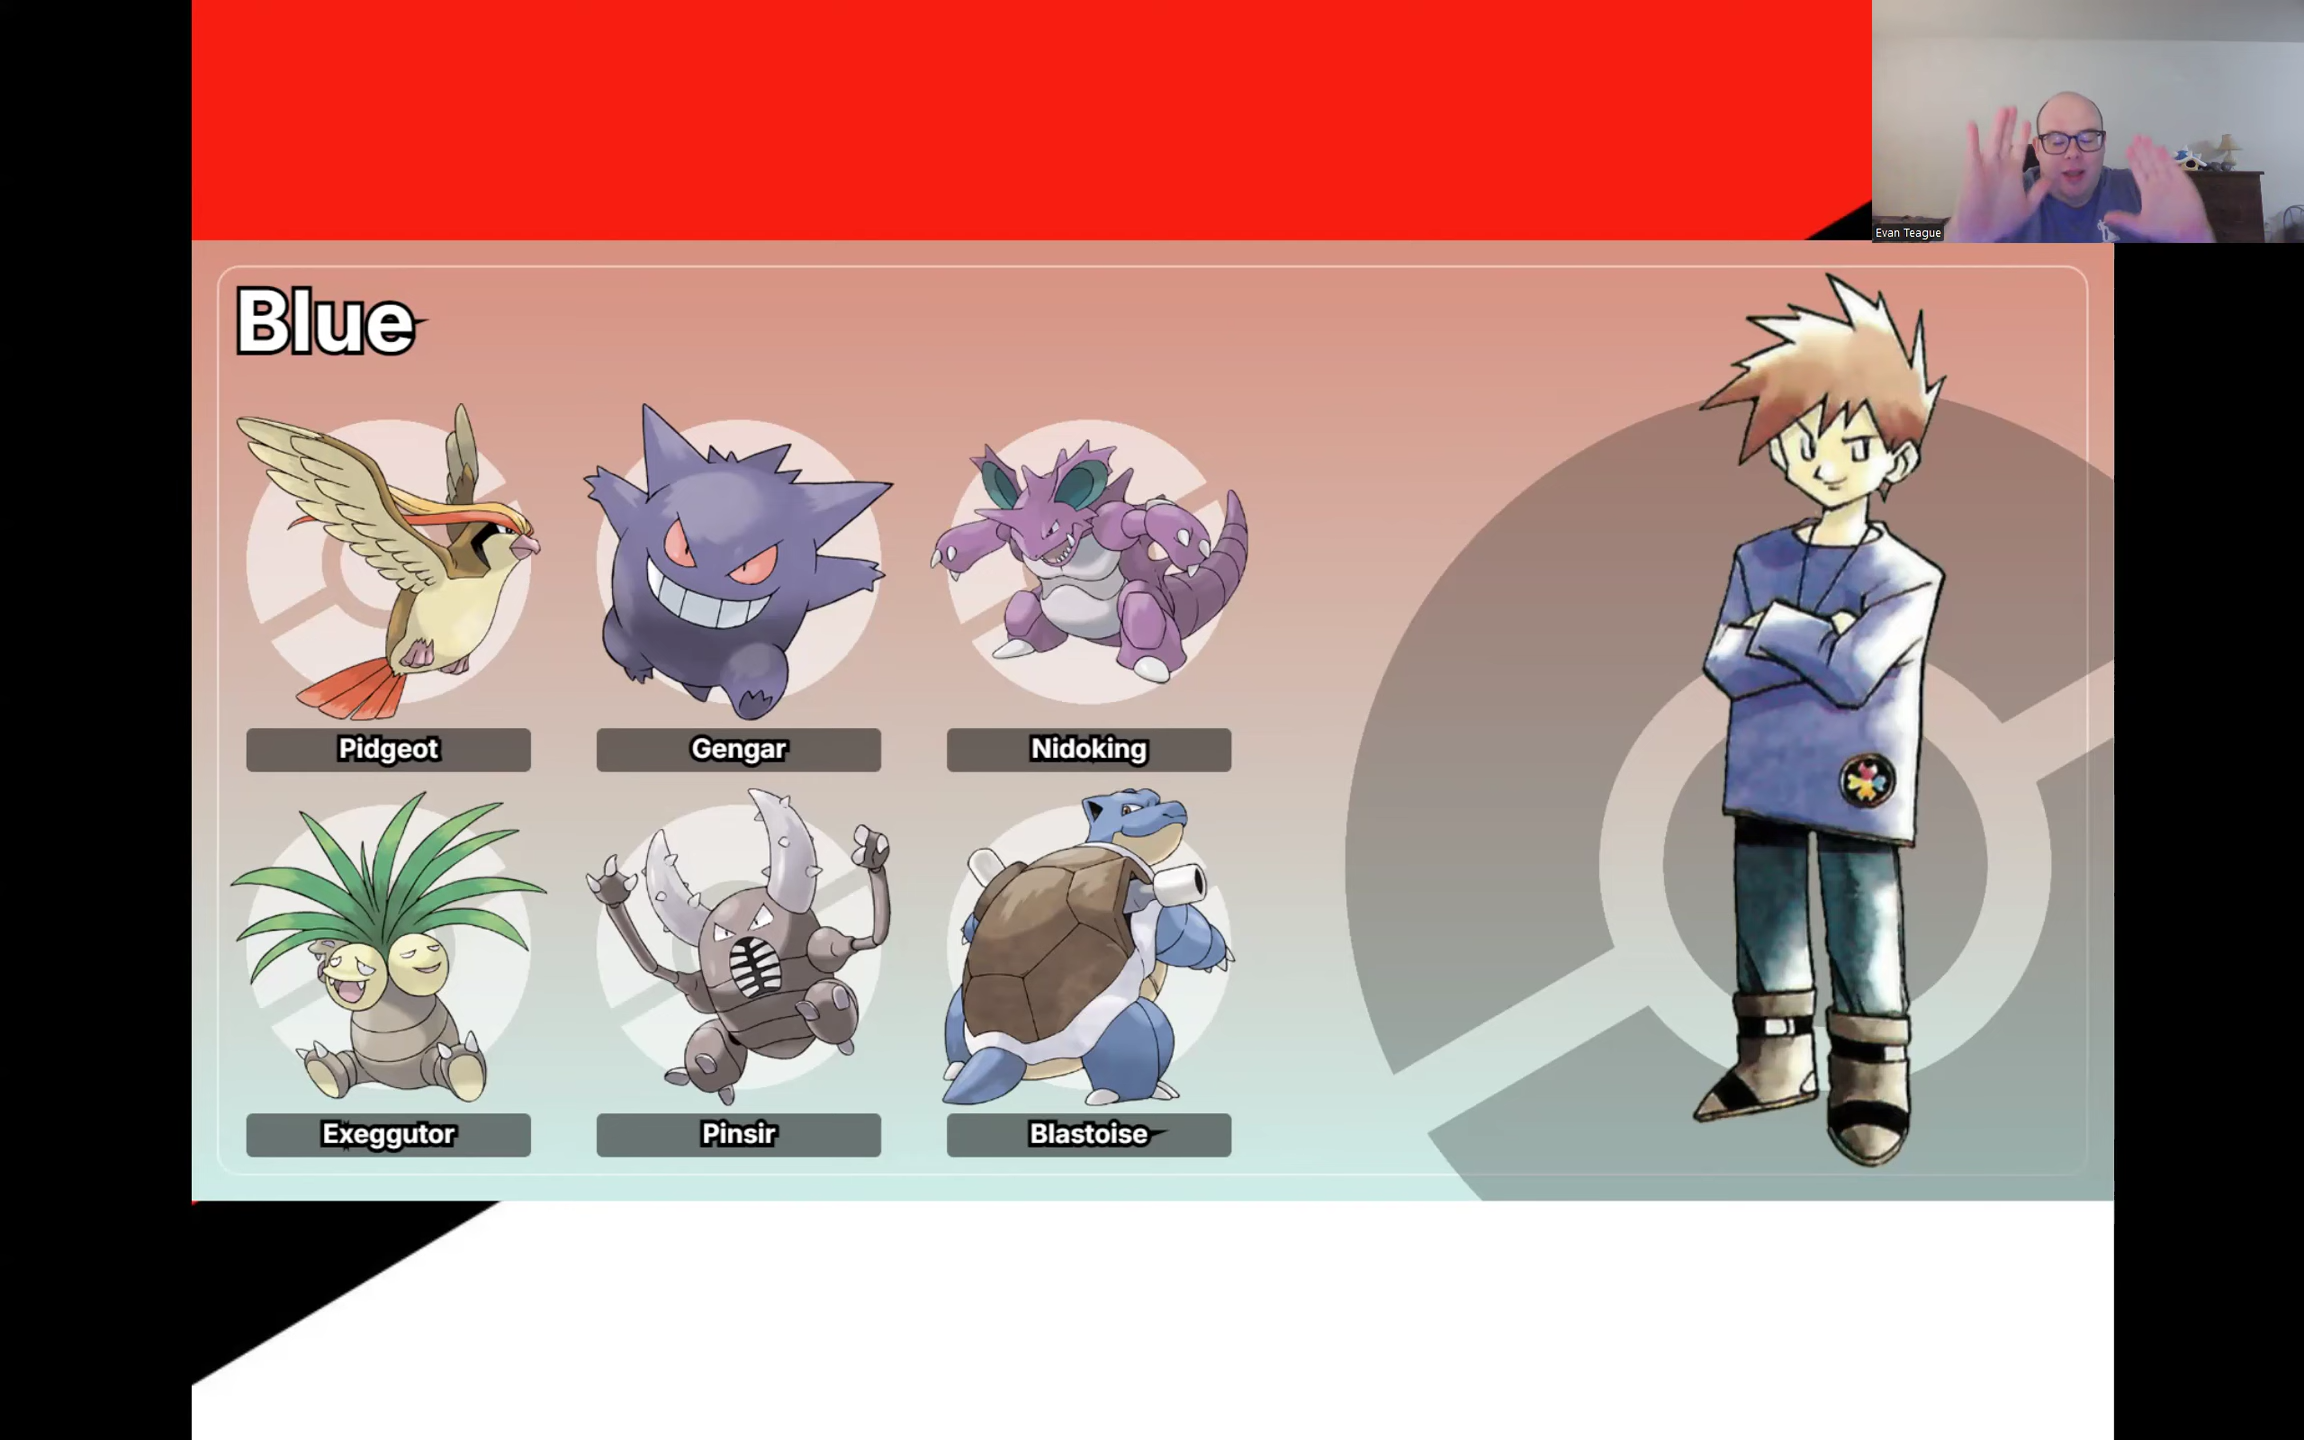 Evan Teague
Blue
Pidgeot
Gengar
Nidoking
Exeggutor
Pinsir
Blastoise